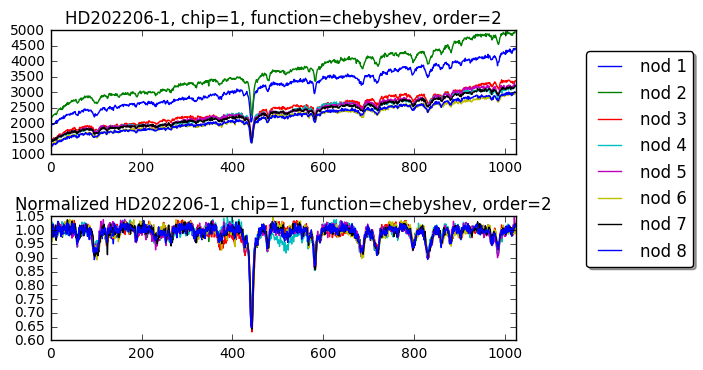 HD202206-1, chip=1, function=chebyshev, order=2
5000
4500
4000
3500
3000
2500
2000
1500
1000
0 200 400 600 800 1000
Normalized HD202206-1, chip=1, function=chebyshev, order=2
1.05
1.00
0.95
0.90
0.85
0.80
0.75
0.70
0.65
0.60
0 200 400 600 800 1000
nod 1
nod 2
nod 3
nod 4
nod 5
nod 6
nod 7
nod 8